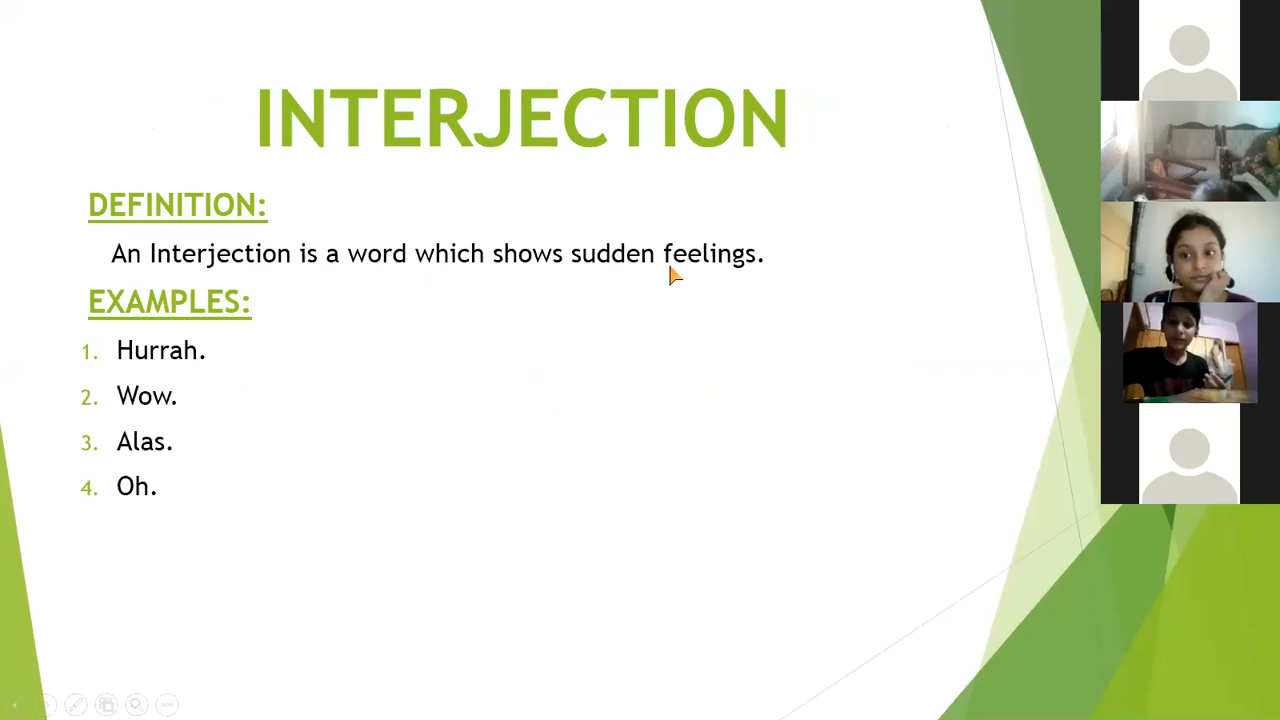 INTERJECTION
DEFINITION:
An Interjection is a word which shows sudden feelings.
EXAMPLES:
1. Hurrah.
2. Wow.
3. Alas.
4. Oh.